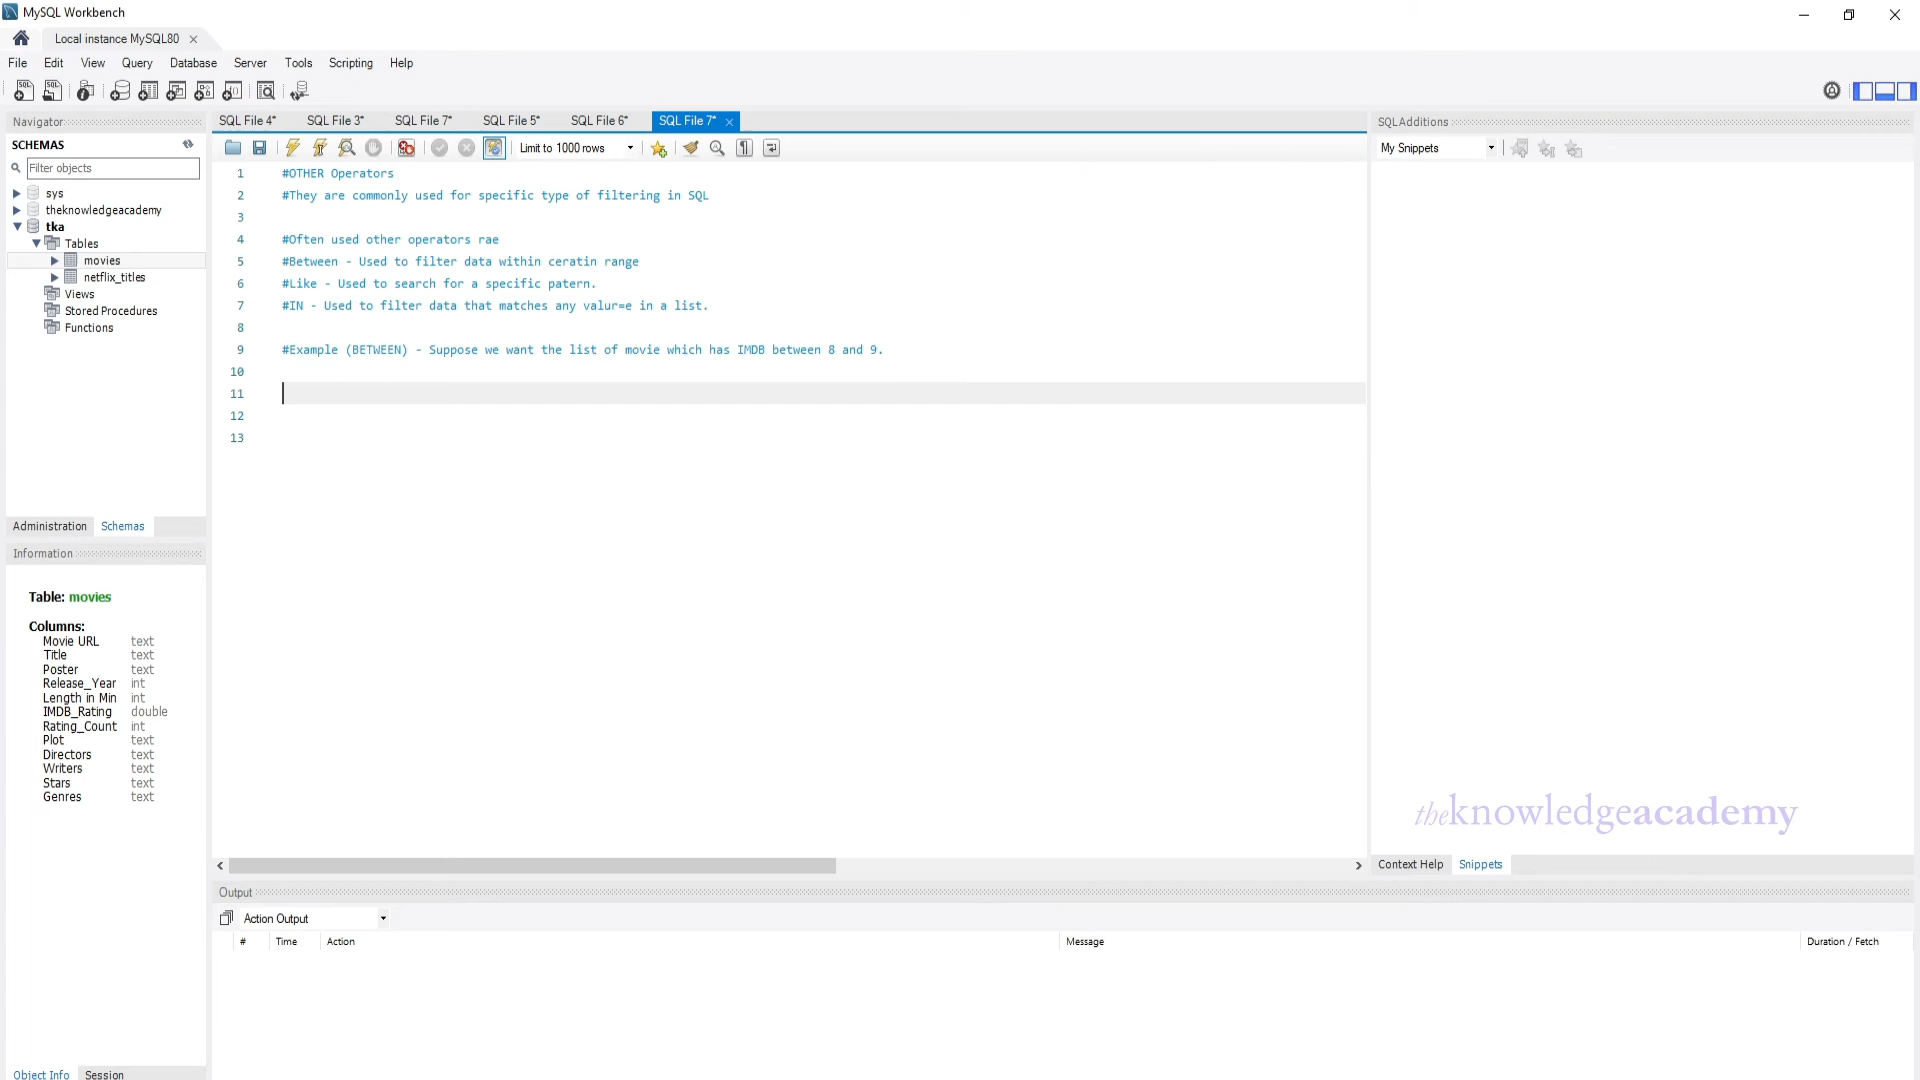 MySQL Workbench
Local instance MySQL80
File Edit View Query Database Server Tools Scripting Help
Navigator
SCHEMAS
Filter objects
sys
theknowledgeacademy
tka
Tables
movies
netflix_titles
Views
Stored Procedures
Functions
Administration Schemas
Information
Table: movies
Columns:
Movie URL text
Title text
Poster text
Release_Year int
Length in Min int
IMDB_Rating double
Rating_Count int
Plot text
Directors text
Writers text
Stars text
Genres text
Object Info Session
SQL File 4* SQL File 3* SQL File 7* SQL File 5* SQL File 6* SQL File 7*
Limit to 1000 rows
1 #OTHER Operators
2 #They are commonly used for specific type of filtering in SQL
3
4 #Often used other operators rae
5 #Between - Used to filter data within ceratin range
6 #Like - Used to search for a specific patern.
7 #IN - Used to filter data that matches any valur=e in a list.
8
9 #Example (BETWEEN) - Suppose we want the list of movie which has IMDB between 8 and 9.
10
11
12
13
SQLAdditions
My Snippets
theknowledgeacademy
Context Help Snippets
Output
Action Output
# Time Action Message Duration / Fetch